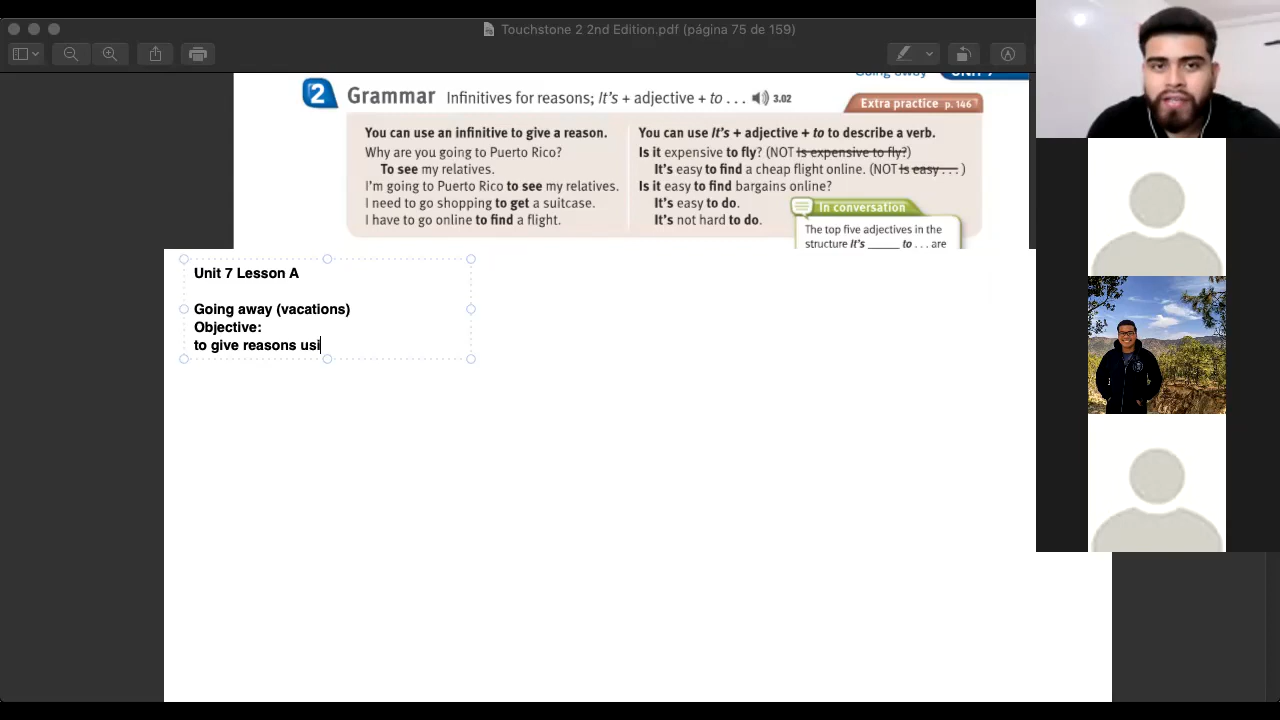 Touchstone 2 2nd Edition.pdf (página 75 de 159)
Going away UNIT 7
2 Grammar Infinitives for reasons; It's + adjective + to . . . 3.02
Extra practice p. 146
You can use an infinitive to give a reason.
Why are you going to Puerto Rico?
To see my relatives.
I'm going to Puerto Rico to see my relatives.
I need to go shopping to get a suitcase.
I have to go online to find a flight.
You can use It's + adjective + to to describe a verb.
Is it expensive to fly? (NOT Is expensive to fly?)
It's easy to find a cheap flight online. (NOT Is easy . . . )
Is it easy to find bargains online?
It's easy to do.
It's not hard to do.
In conversation
The top five adjectives in the
structure It's ____ to . . . are
Unit 7 Lesson A
Going away (vacations)
Objective:
to give reasons usi